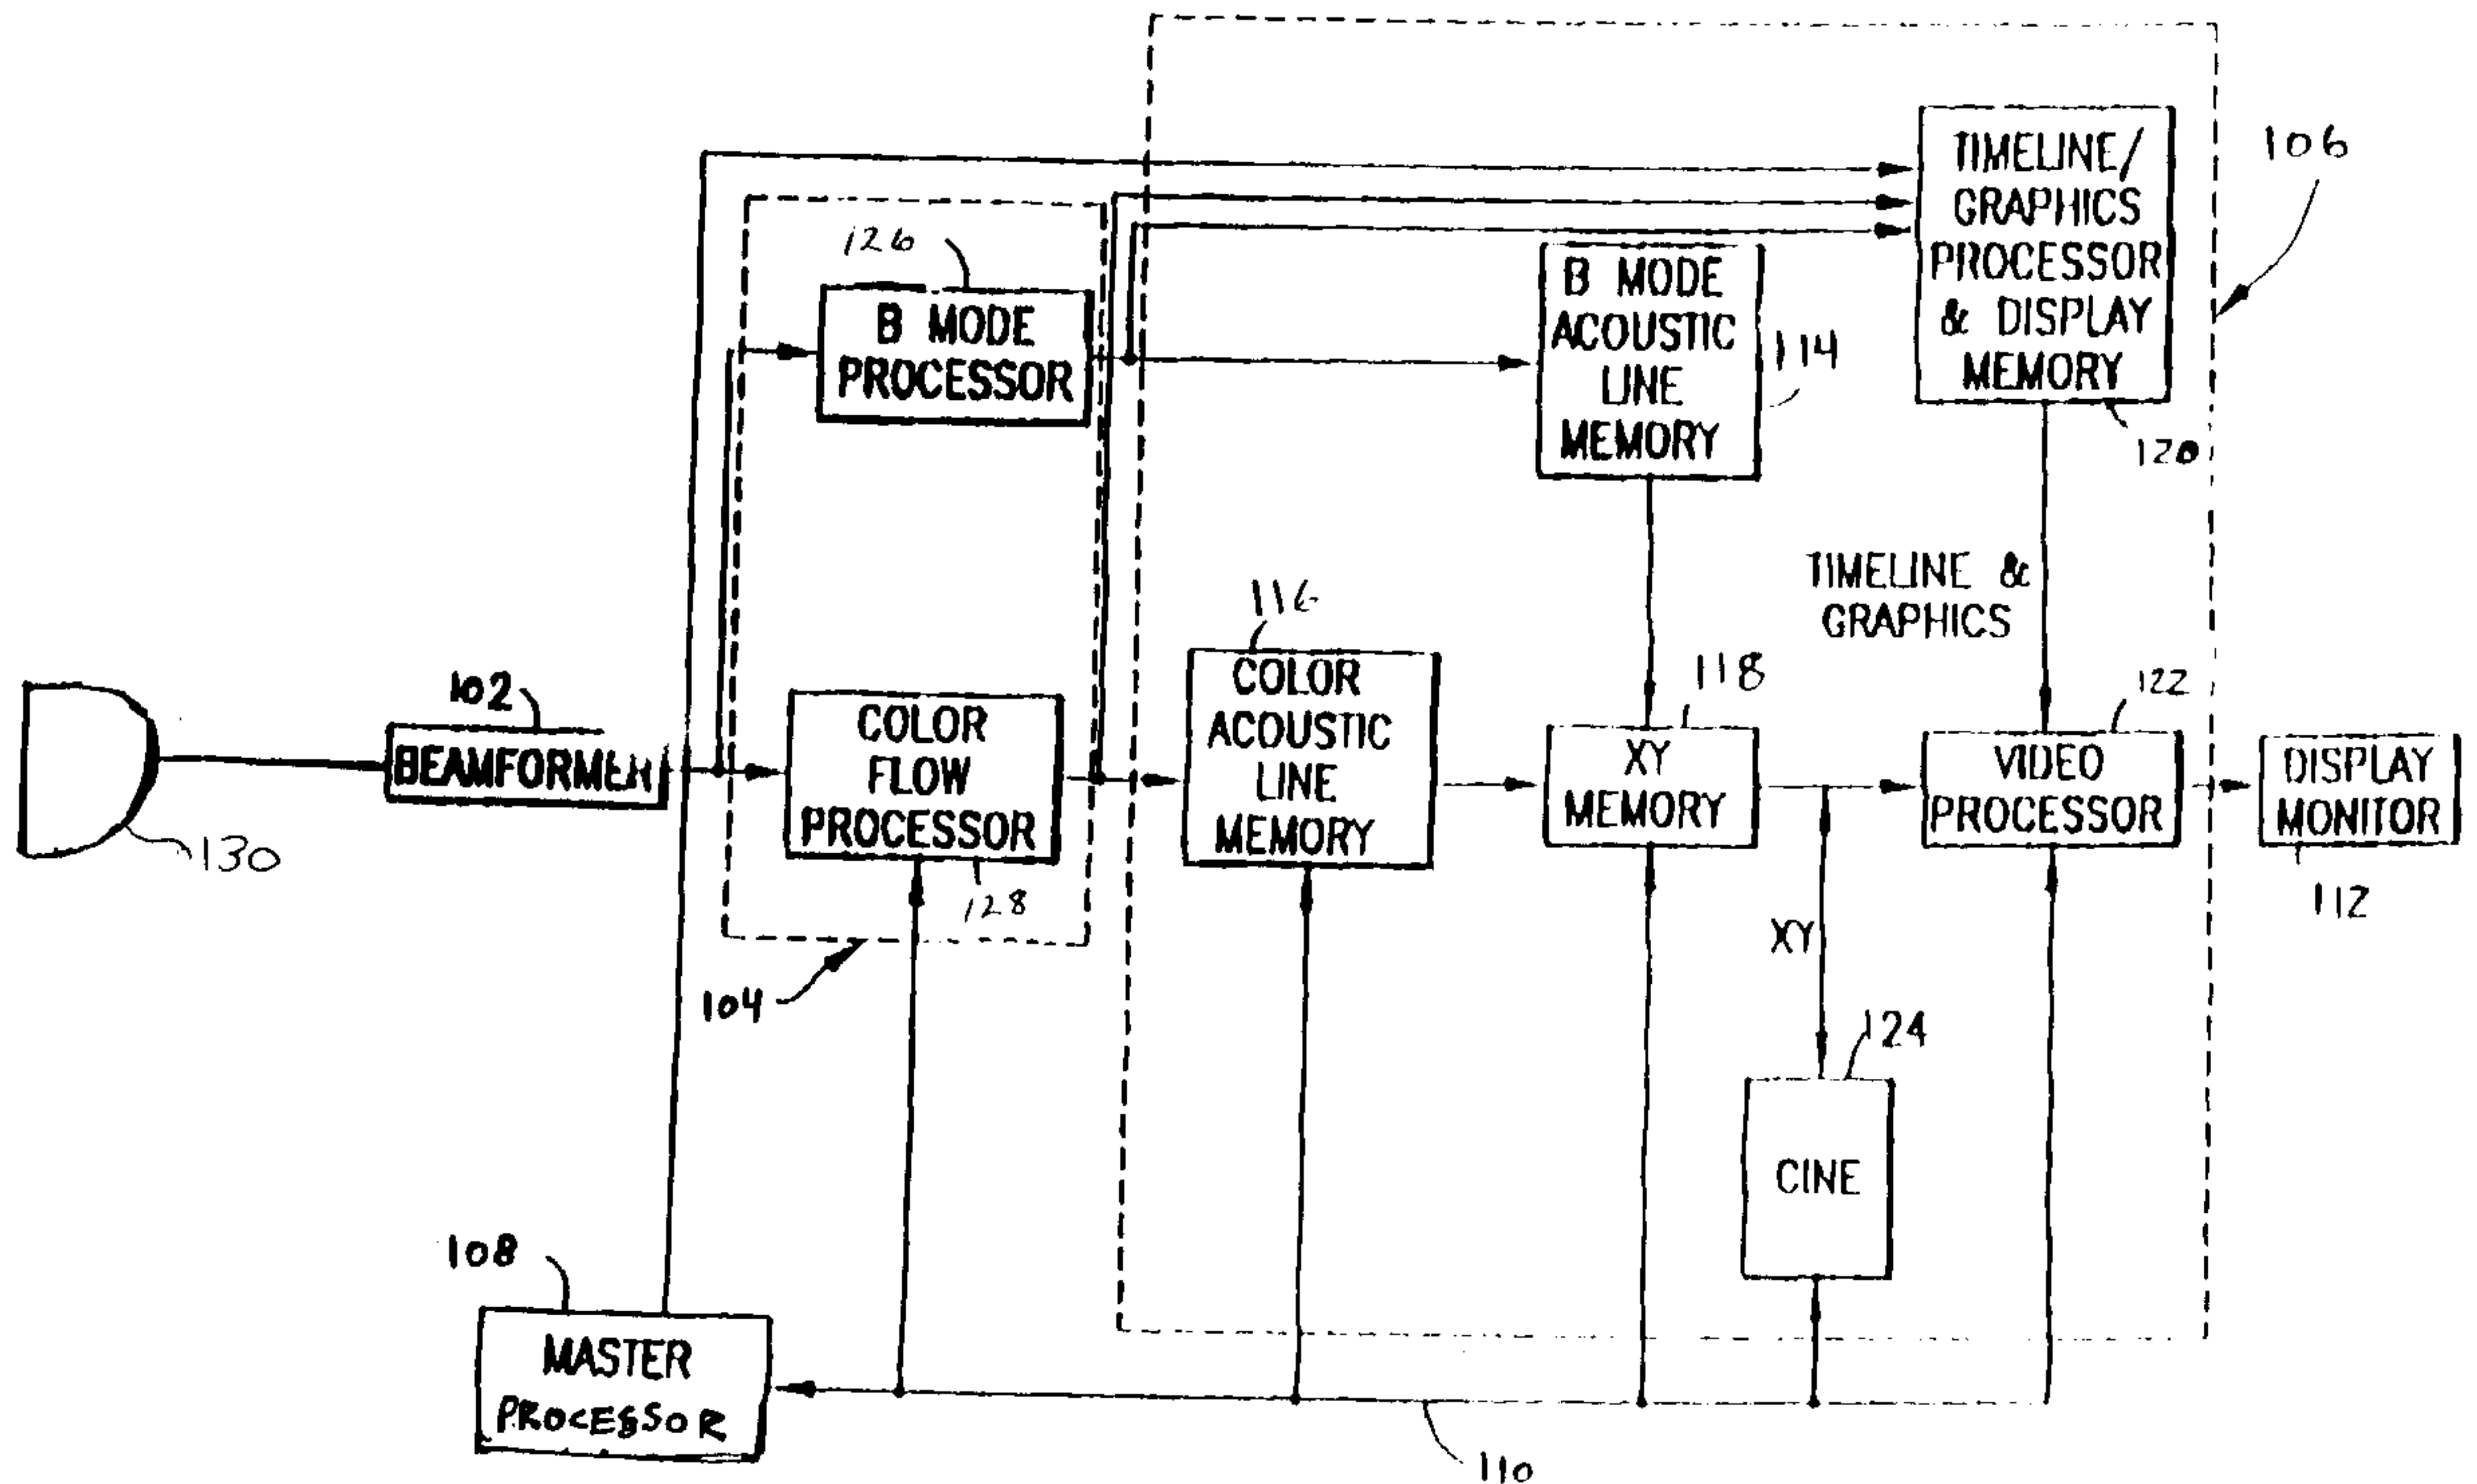 106
TIMELINE/
GRAPHICS
PROCESSOR
& DISPLAY
MEMORY
120
126
B MODE
PROCESSOR
B MODE
ACOUSTIC
LINE
MEMORY
114
TIMELINE &
GRAPHICS
130
102
BEAMFORMER
COLOR
FLOW
PROCESSOR
128
104
116
COLOR
ACOUSTIC
LINE
MEMORY
118
XY
MEMORY
122
VIDEO
PROCESSOR
DISPLAY
MONITOR
112
XY
124
CINE
108
MASTER
PROCESSOR
110